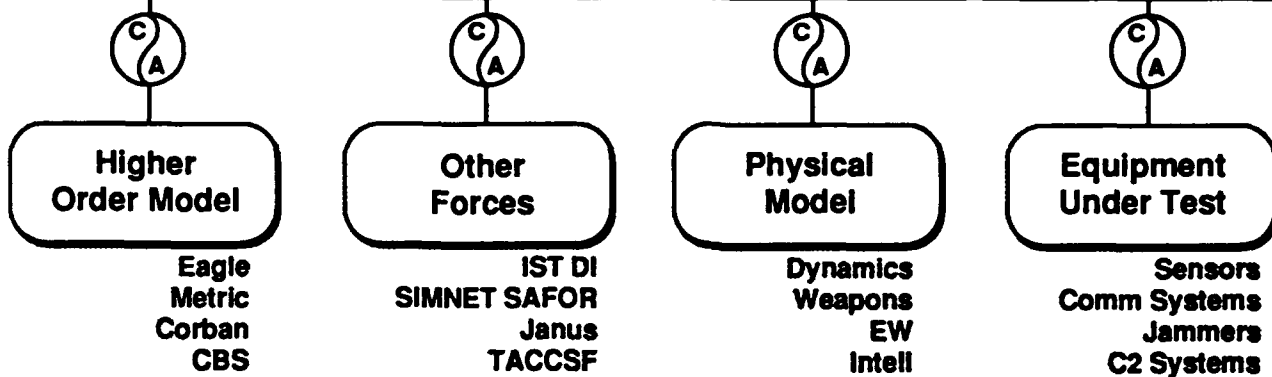 C
A
C
A
C
A
C
A
Higher
Order Model
Other
Forces
Physical
Model
Equipment
Under Test
Eagle
Metric
Corban
CBS
IST DI
SIMNET SAFOR
Janus
TACCSF
Dynamics
Weapons
EW
Intell
Sensors
Comm Systems
Jammers
C2 Systems